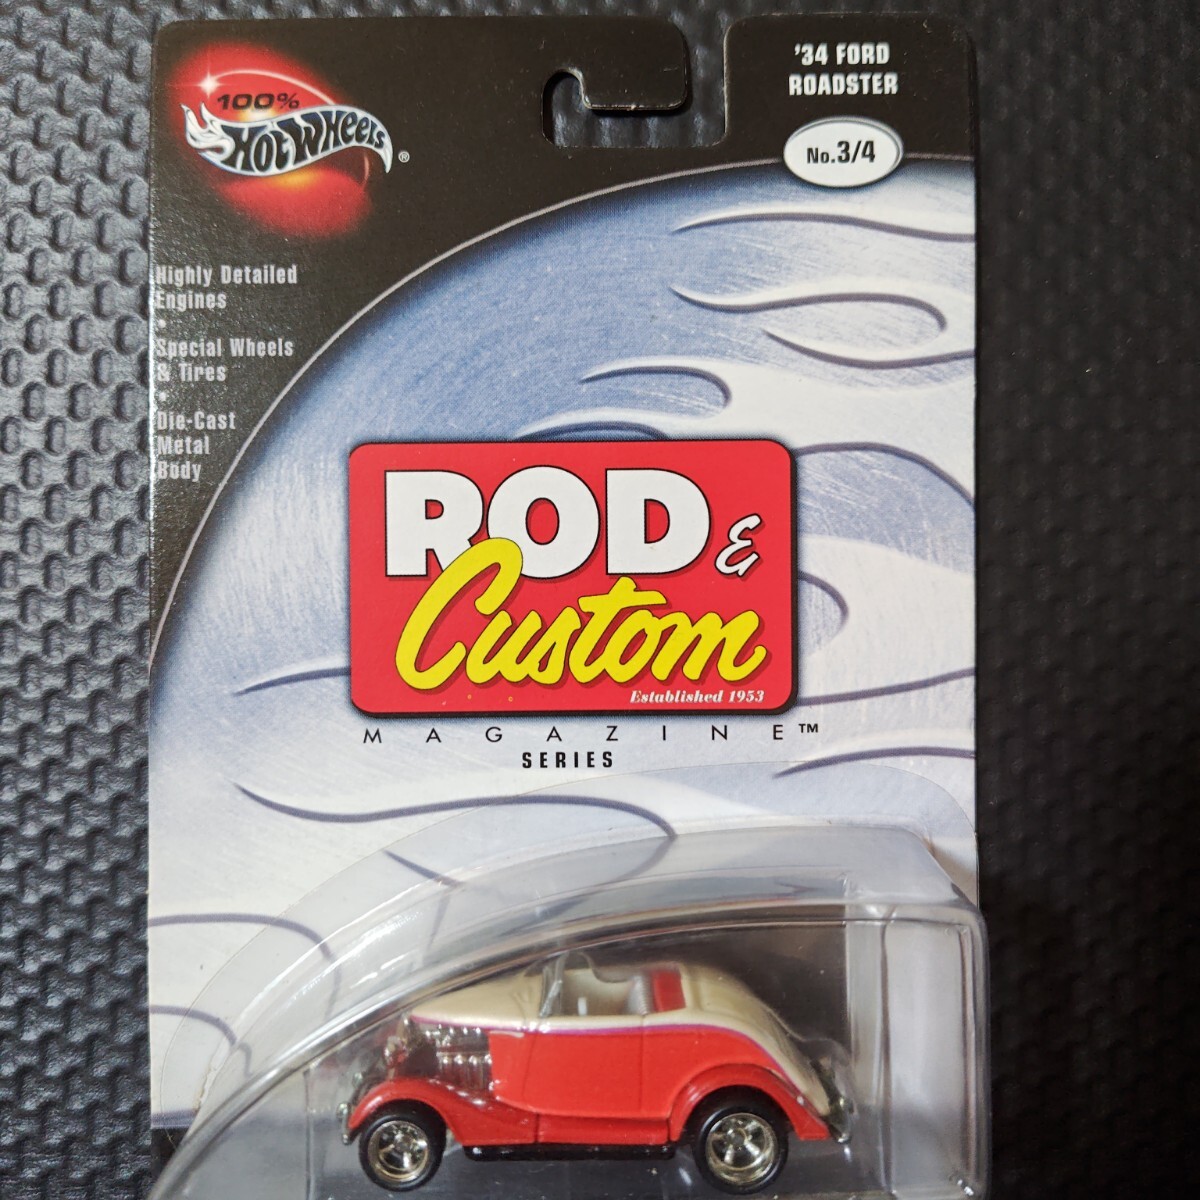 100%
HOT WHEELS®
'34 FORD
ROADSTER
No.3/4
Highly Detailed
Engines
•
Special Wheels
& Tires
•
Die-Cast
Metal
Body
ROD &
Custom
Established 1953
MAGAZINE™
SERIES